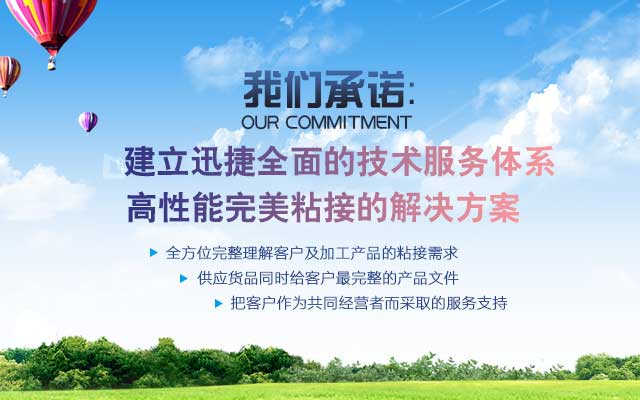 我们承诺:
OUR COMMITMENT
建立迅捷全面的技术服务体系
高性能完美粘接的解决方案
全方位完整理解客户及加工产品的粘接需求
供应货品同时给客户最完整的产品文件
把客户作为共同经营者而采取的服务支持